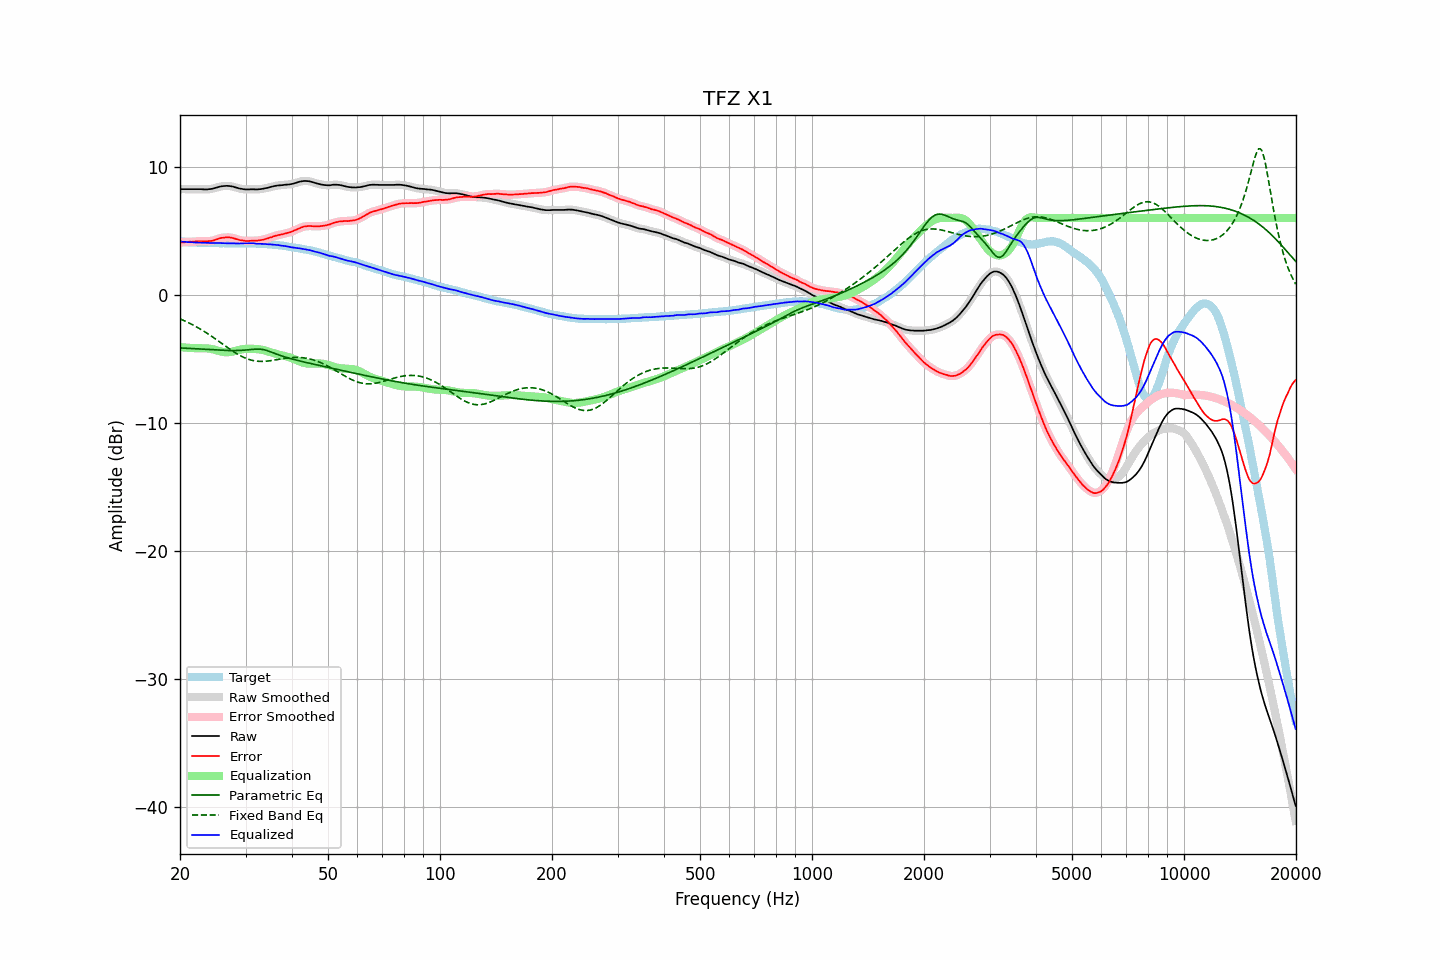 TFZ X1
10
0
−10
−20
−30
−40
Amplitude (dBr)
Target
Raw Smoothed
Error Smoothed
Raw
Error
Equalization
Parametric Eq
Fixed Band Eq
Equalized
20 50 100 200 500 1000 2000 5000 10000 20000
Frequency (Hz)